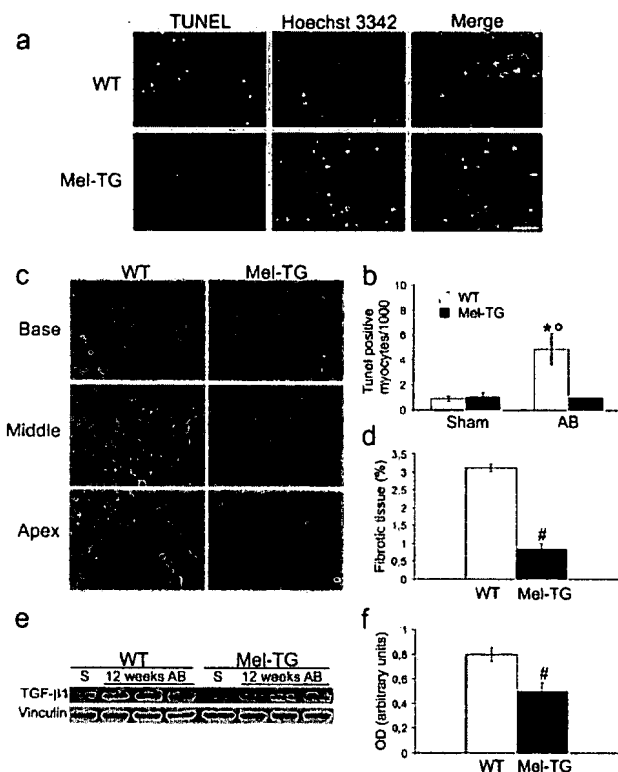 a
TUNEL Hoechst 3342 Merge
WT
Mel-TG
c
WT Mel-TG
Base
Middle
Apex
b
Tunel positive
myocytes/1000
10
8
6
4
2
0
WT
Mel-TG
*°
Sham AB
d
Fibrotic tissue (%)
3,5
3
2,5
2
1,5
1
0,5
0
#
WT Mel-TG
e
WT Mel-TG
S 12 weeks AB S 12 weeks AB
TGF-β1
Vinculin
f
OD (arbitrary units)
1
0,8
0,6
0,4
0,2
0
#
WT Mel-TG